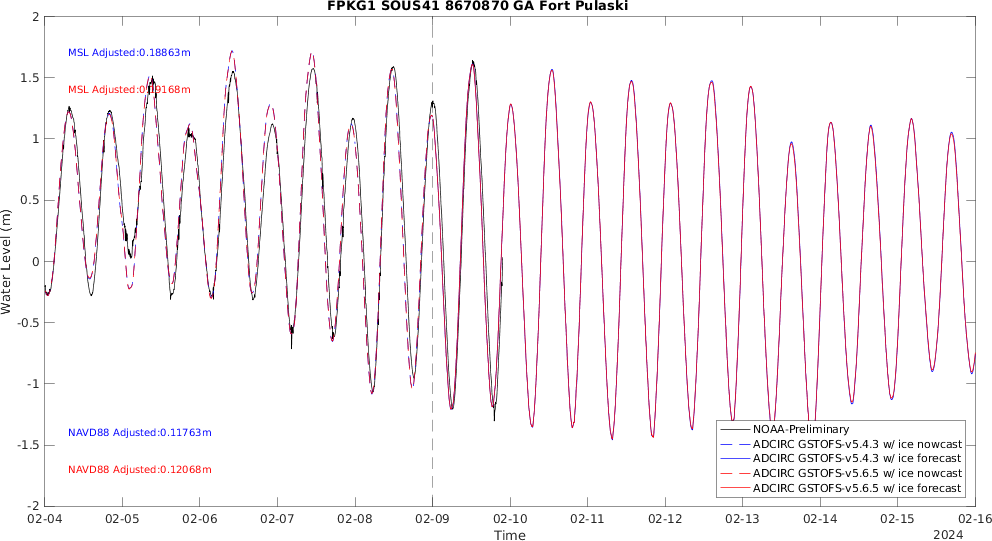 FPKG1 SOUS41 8670870 GA Fort Pulaski
2
1.5
1
0.5
0
-0.5
-1
-1.5
-2
Water Level (m)
MSL Adjusted:0.18863m
MSL Adjusted:0.19168m
NAVD88 Adjusted:0.11763m
NAVD88 Adjusted:0.12068m
NOAA-Preliminary
ADCIRC GSTOFS-v5.4.3 w/ ice nowcast
ADCIRC GSTOFS-v5.4.3 w/ ice forecast
ADCIRC GSTOFS-v5.6.5 w/ ice nowcast
ADCIRC GSTOFS-v5.6.5 w/ ice forecast
02-04 02-05 02-06 02-07 02-08 02-09 02-10 02-11 02-12 02-13 02-14 02-15 02-16
Time
2024